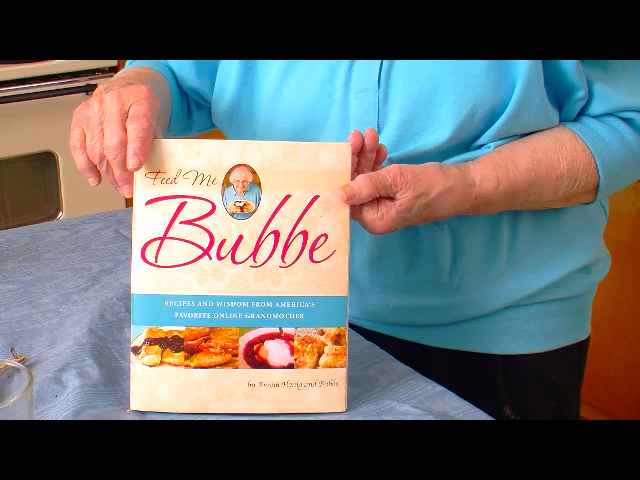 Feed Me
Bubbe
RECIPES AND WISDOM FROM AMERICA'S
FAVORITE ONLINE GRANDMOTHER
by Avrom Honig and Bubbe